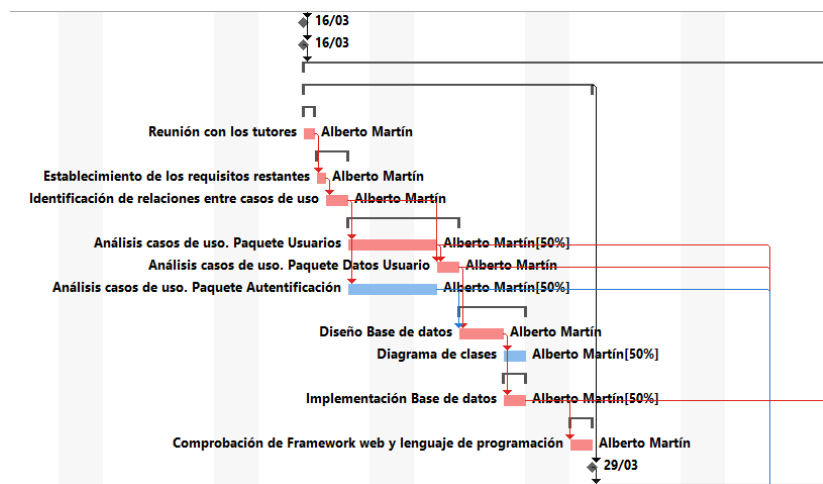 16/03
16/03
Reunión con los tutores Alberto Martín
Establecimiento de los requisitos restantes Alberto Martín
Identificación de relaciones entre casos de uso Alberto Martín
Análisis casos de uso. Paquete Usuarios Alberto Martín[50%]
Análisis casos de uso. Paquete Datos Usuario Alberto Martín
Análisis casos de uso. Paquete Autentificación Alberto Martín[50%]
Diseño Base de datos Alberto Martín
Diagrama de clases Alberto Martín[50%]
Implementación Base de datos Alberto Martín[50%]
Comprobación de Framework web y lenguaje de programación Alberto Martín
29/03